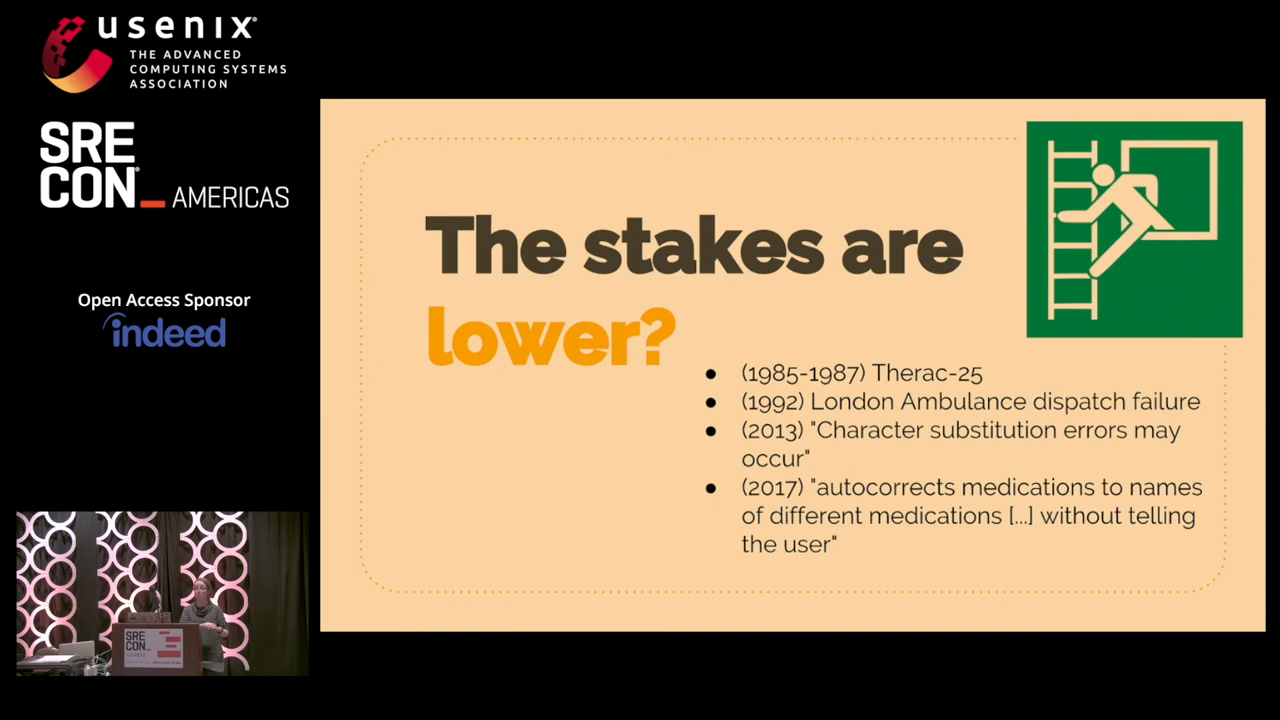 usenix®
THE ADVANCED
COMPUTING SYSTEMS
ASSOCIATION
SRE
CON®
AMERICAS
Open Access Sponsor
indeed
The stakes are
lower?
● (1985-1987) Therac-25
● (1992) London Ambulance dispatch failure
● (2013) "Character substitution errors may
occur"
● (2017) "autocorrects medications to names
of different medications [...] without telling
the user"
SRE
CON